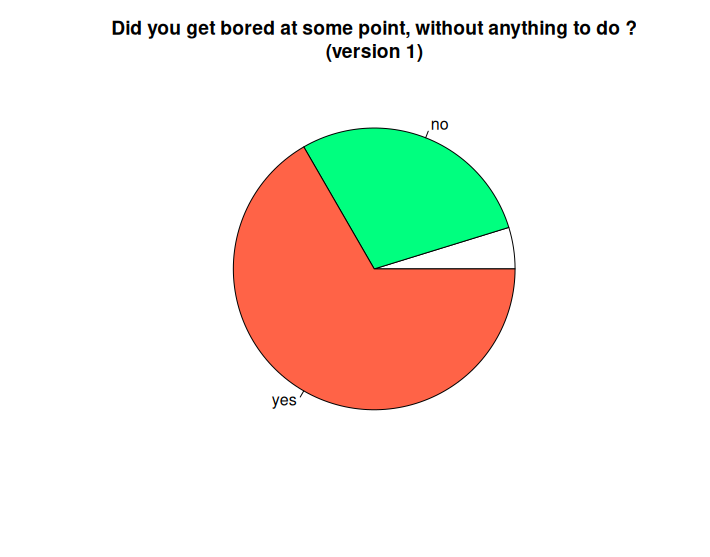 Did you get bored at some point, without anything to do ?
(version 1)
no
yes